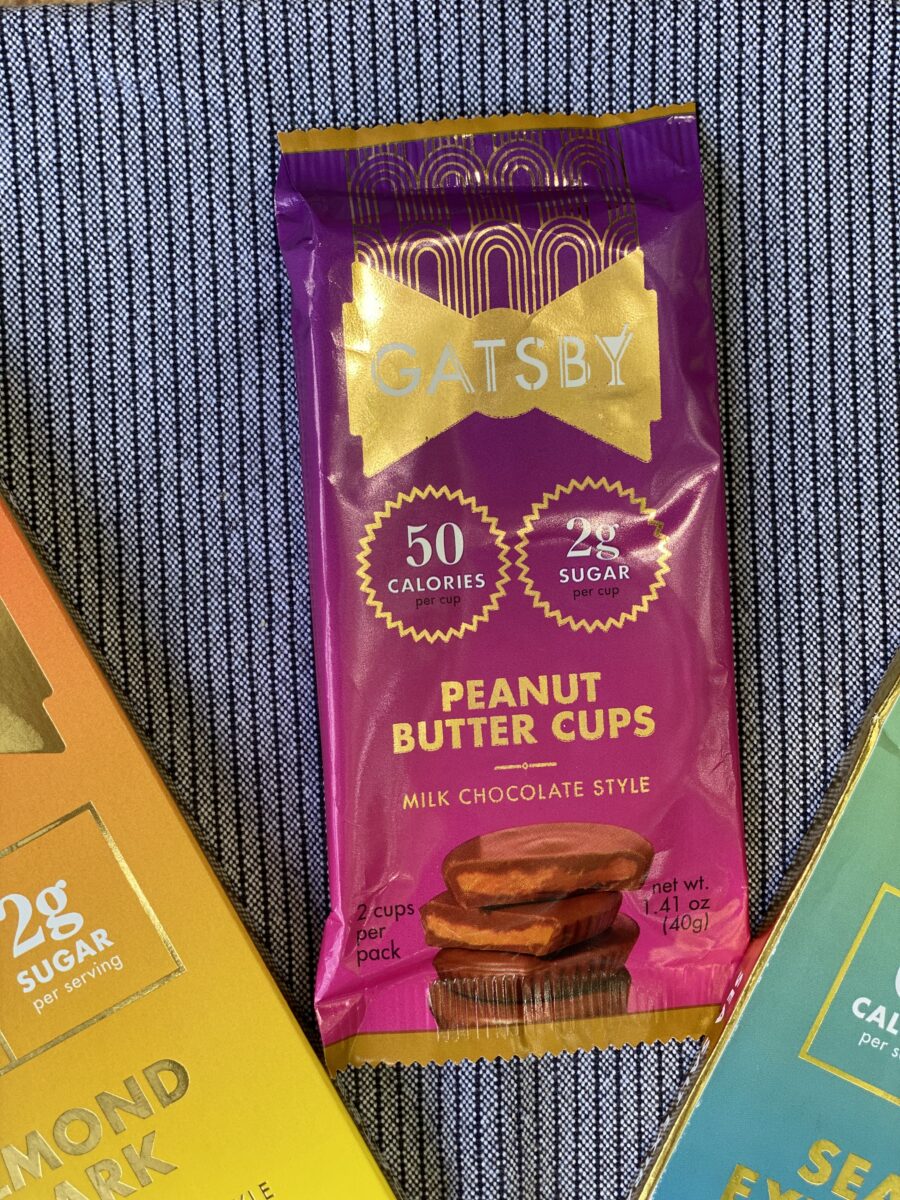 GATSBY
50
CALORIES
per cup
2g
SUGAR
per cup
PEANUT
BUTTER CUPS
MILK CHOCOLATE STYLE
2 cups
per
pack
net wt.
1.41 oz
(40g)
2g
SUGAR
per serving
MOND
ARK
CAL
per s
SEA
EX